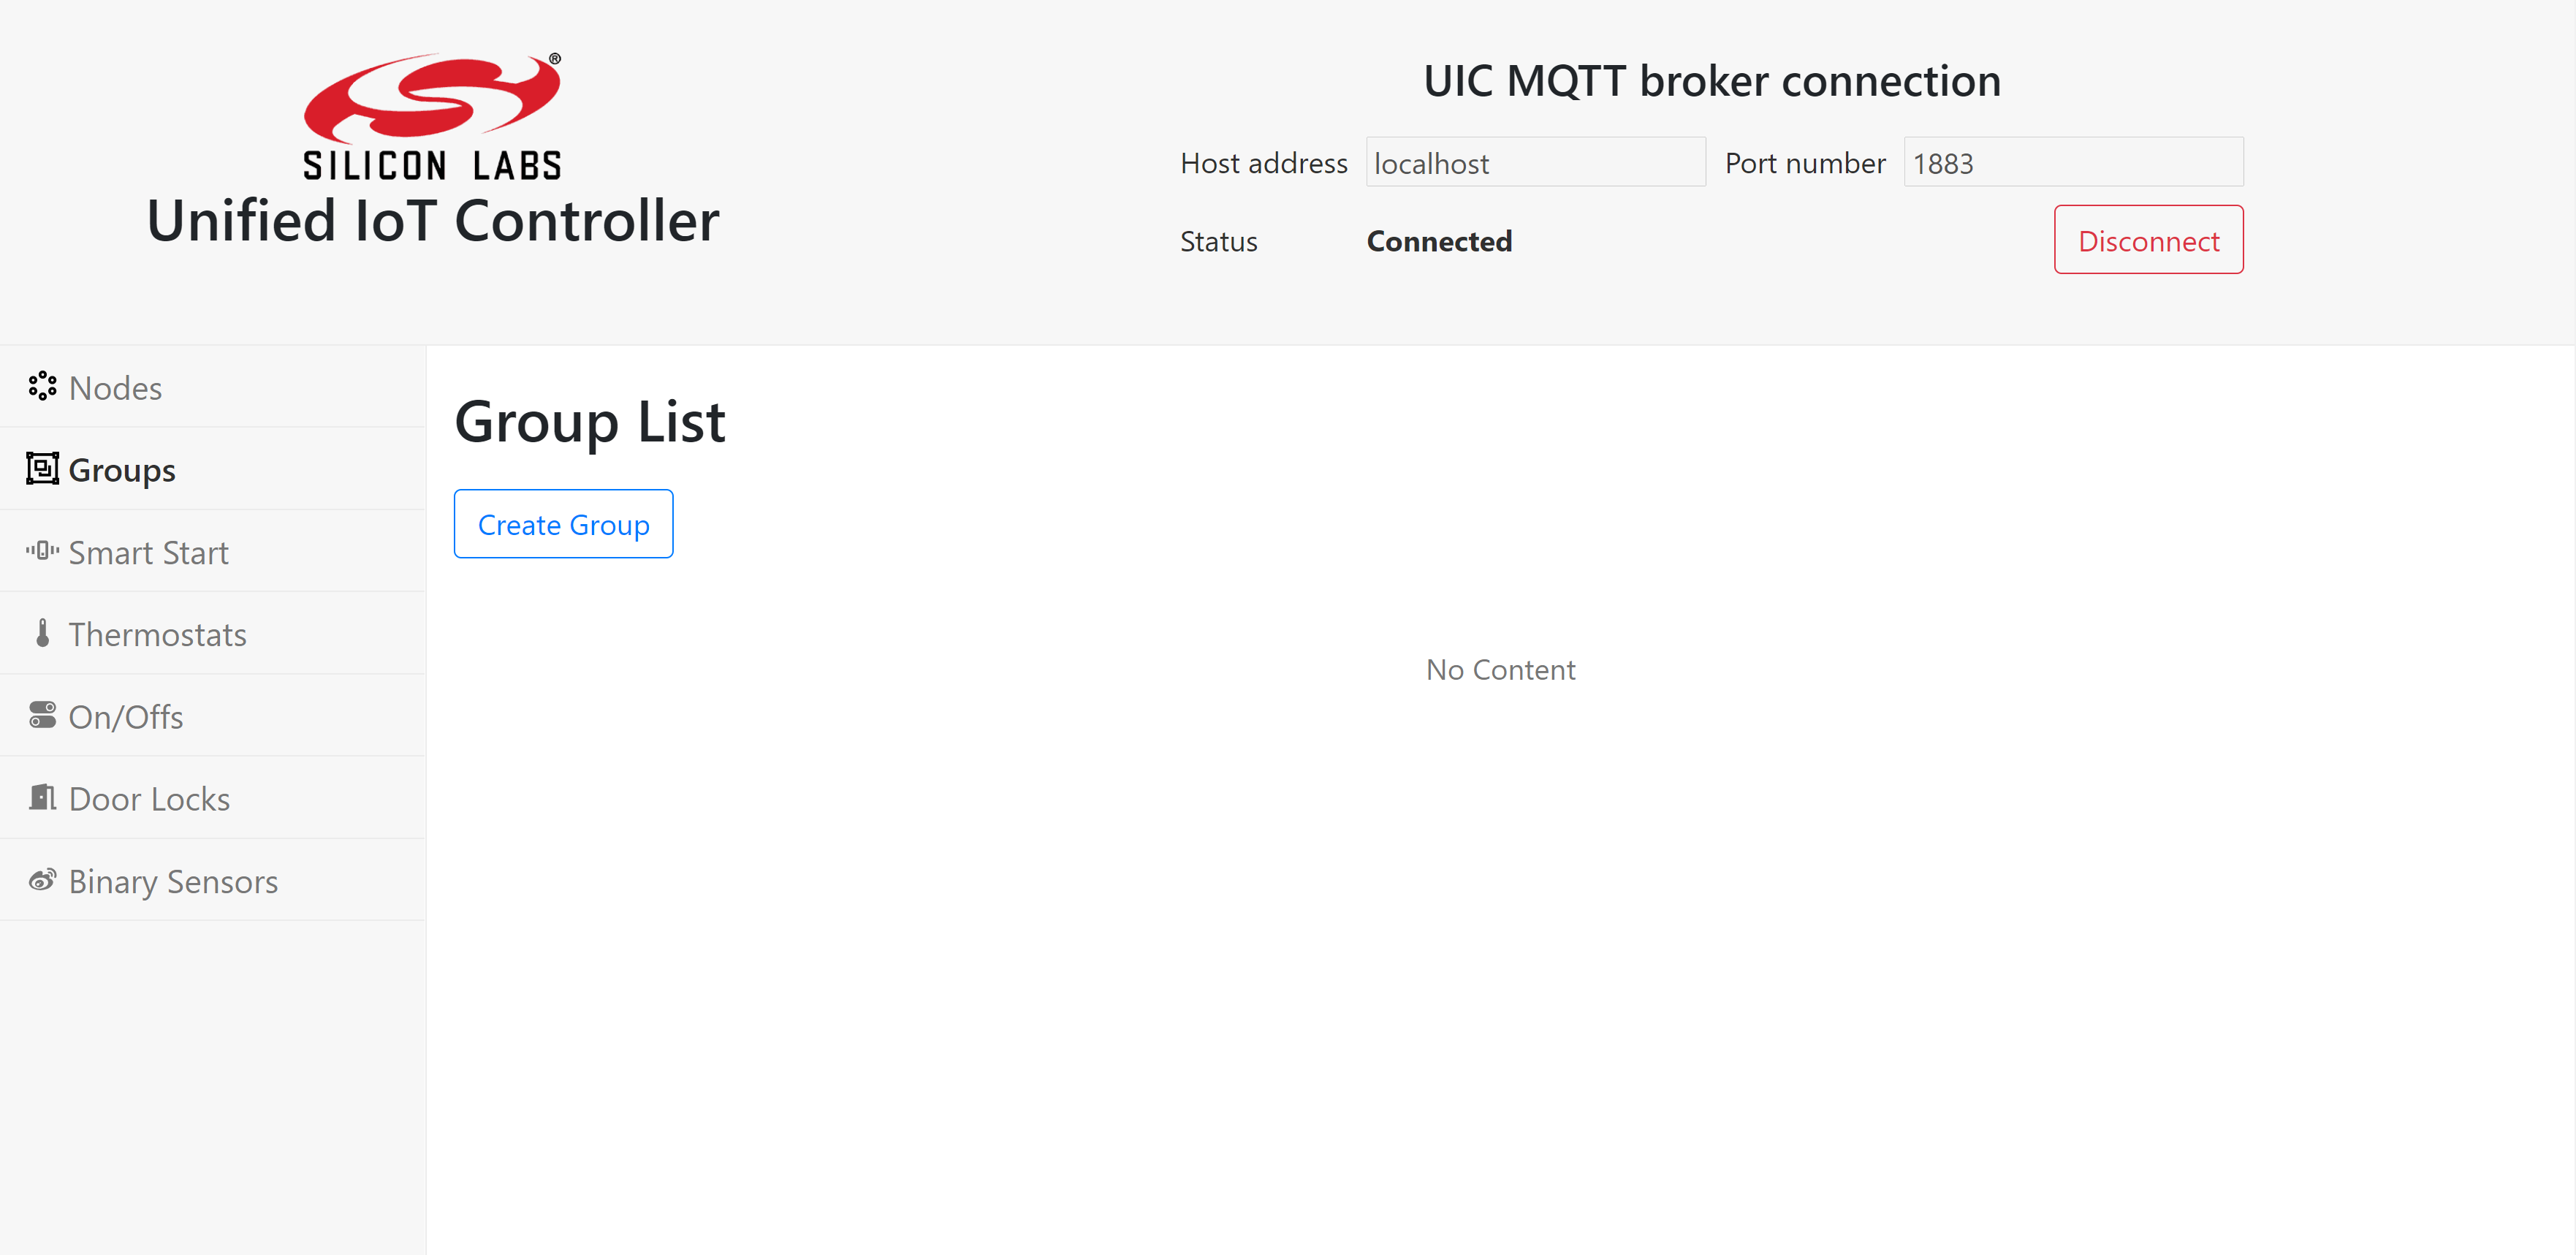 ®
SILICON LABS
Unified IoT Controller
UIC MQTT broker connection
Host address localhost Port number 1883
Status Connected Disconnect
Nodes
Groups
Smart Start
Thermostats
On/Offs
Door Locks
Binary Sensors
Group List
Create Group
No Content